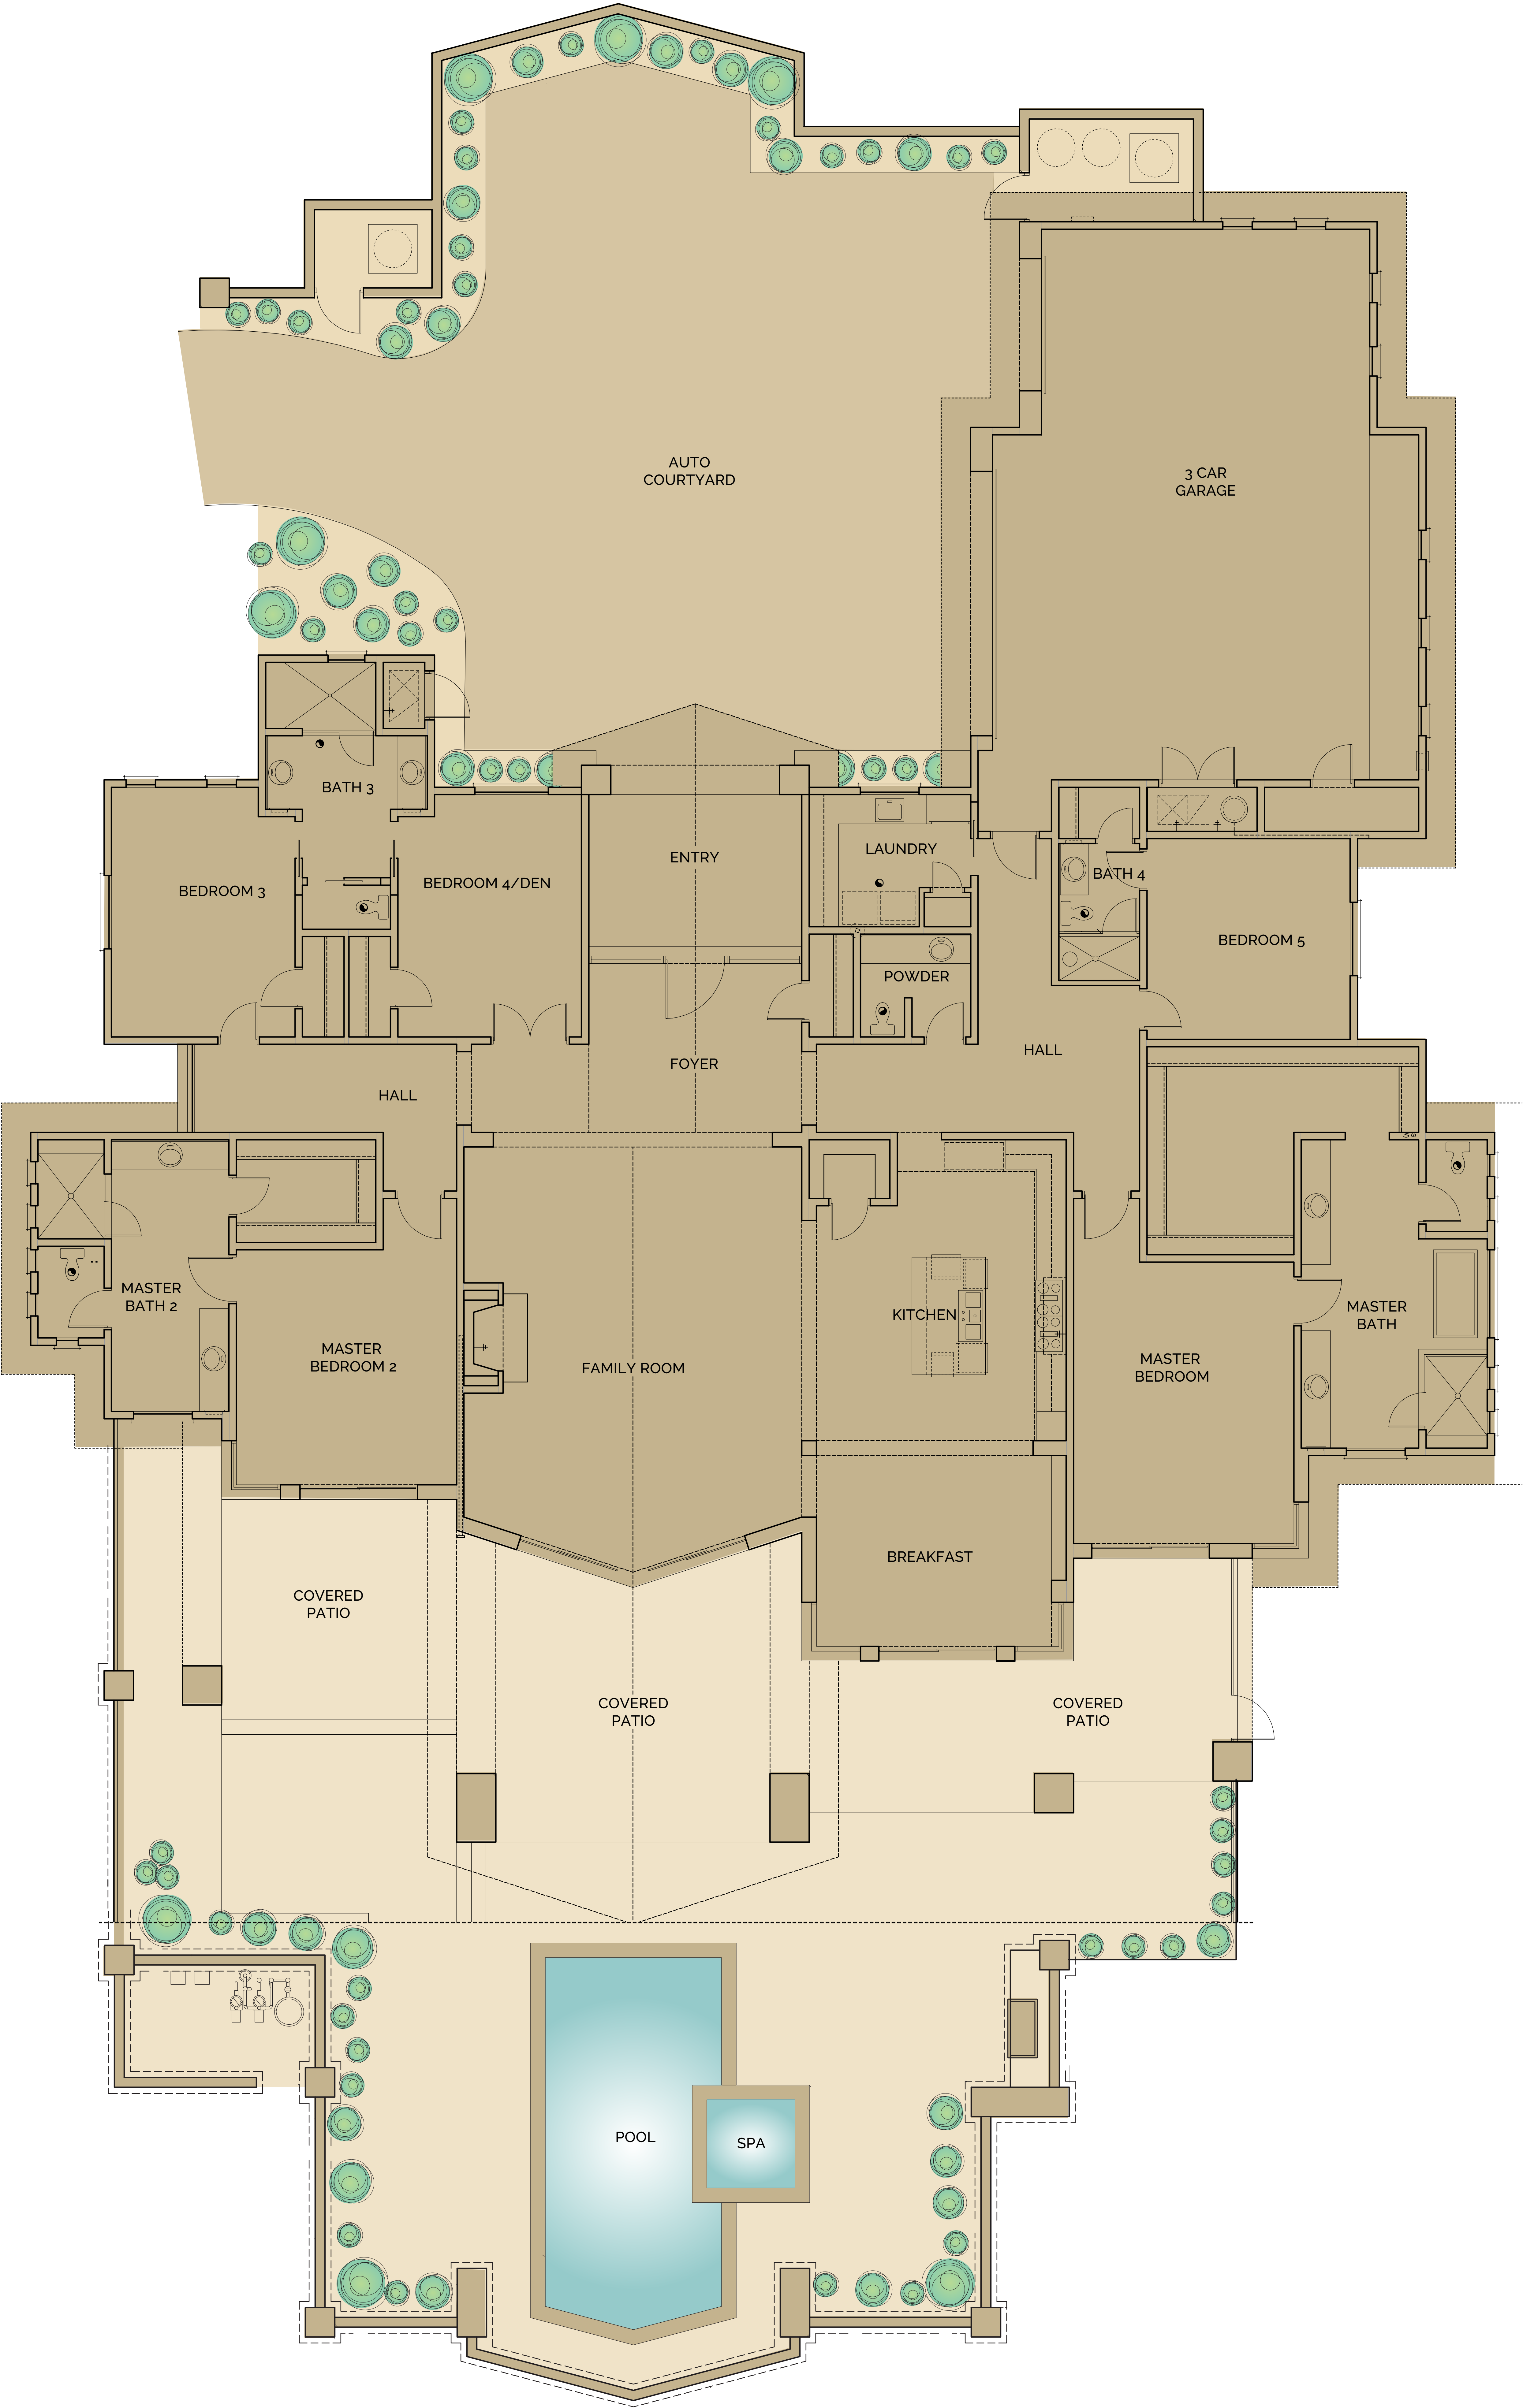 AUTO
COURTYARD
3 CAR
GARAGE
BATH 3
ENTRY
LAUNDRY
BATH 4
BEDROOM 3
BEDROOM 4/DEN
BEDROOM 5
POWDER
FOYER
HALL
HALL
MASTER
BATH 2
MASTER
BEDROOM 2
FAMILY ROOM
KITCHEN
MASTER
BEDROOM
MASTER
BATH
BREAKFAST
COVERED
PATIO
COVERED
PATIO
COVERED
PATIO
POOL
SPA